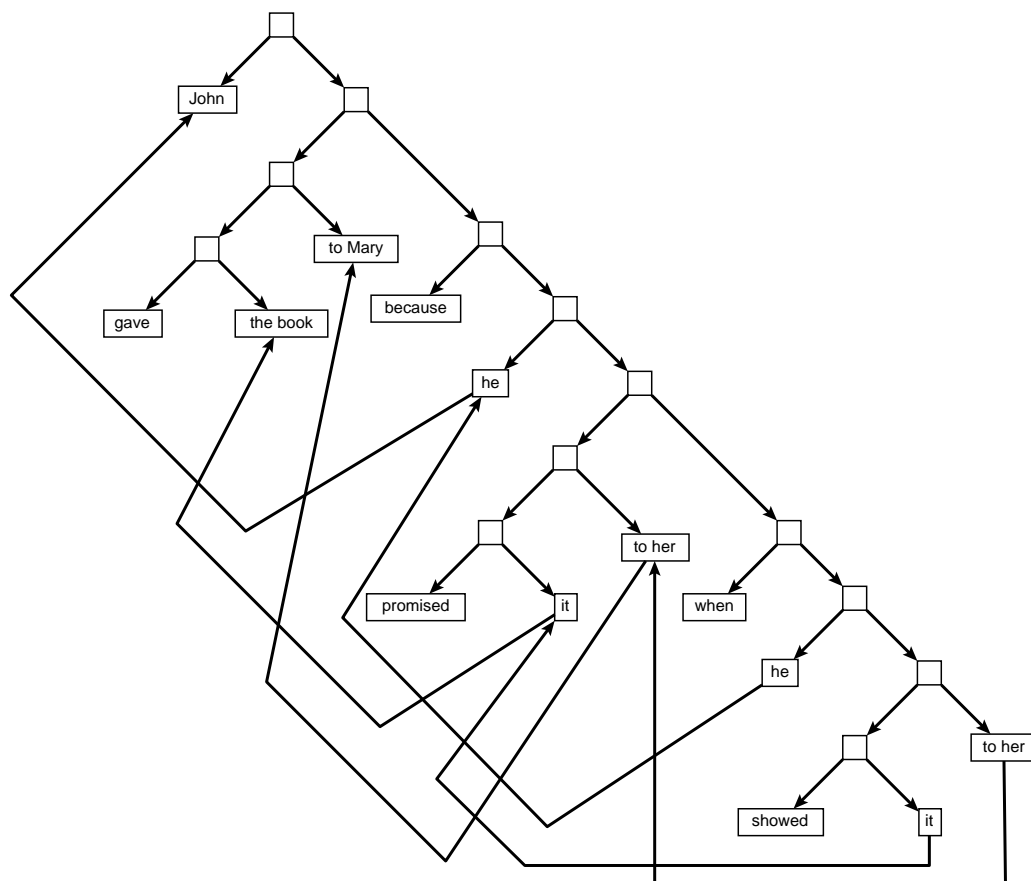 John
to Mary
gave
the book
because
he
to her
promised
it
when
he
to her
showed
it